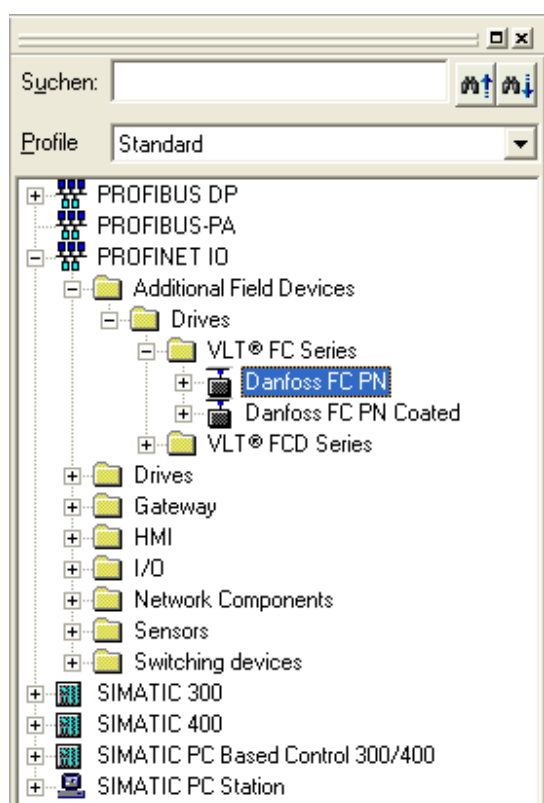 Suchen:
Profile Standard
PROFIBUS DP
PROFIBUS-PA
PROFINET IO
Additional Field Devices
Drives
VLT® FC Series
Danfoss FC PN
Danfoss FC PN Coated
VLT® FCD Series
Drives
Gateway
HMI
I/O
Network Components
Sensors
Switching devices
SIMATIC 300
SIMATIC 400
SIMATIC PC Based Control 300/400
SIMATIC PC Station